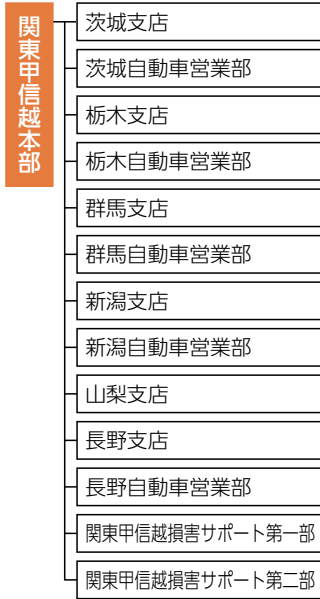 関東甲信越本部
茨城支店
茨城自動車営業部
栃木支店
栃木自動車営業部
群馬支店
群馬自動車営業部
新潟支店
新潟自動車営業部
山梨支店
長野支店
長野自動車営業部
関東甲信越損害サポート第一部
関東甲信越損害サポート第二部